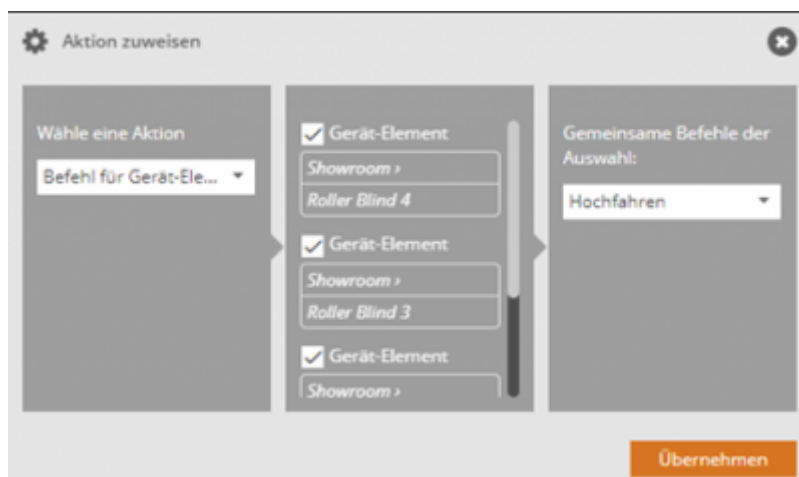 Aktion zuweisen
Wähle eine Aktion
Befehl für Gerät-Ele...
Gerät-Element
Showroom ›
Roller Blind 4
Gerät-Element
Showroom ›
Roller Blind 3
Gerät-Element
Showroom ›
Gemeinsame Befehle der
Auswahl:
Hochfahren
Übernehmen